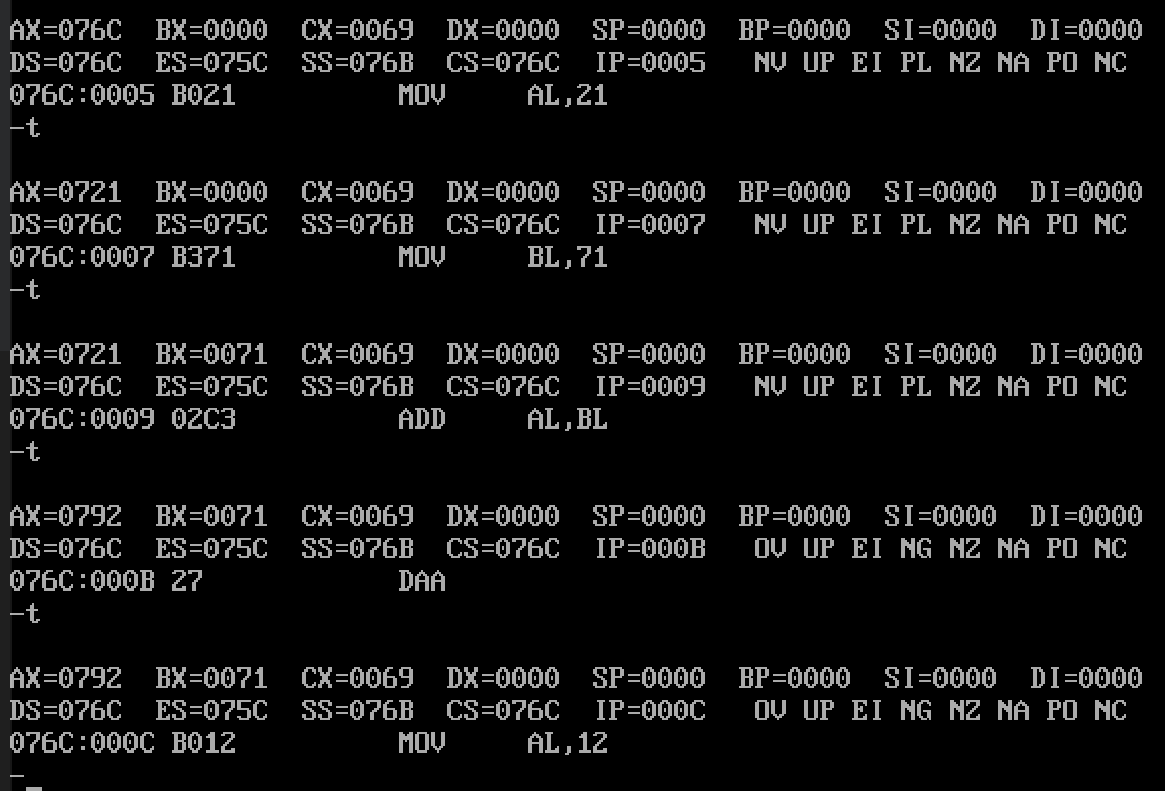 AX=076C  BX=0000  CX=0069  DX=0000  SP=0000  BP=0000  SI=0000  DI=0000
DS=076C  ES=075C  SS=076B  CS=076C  IP=0005   NV UP EI PL NZ NA PO NC
076C:0005 B021          MOV     AL,21
-t
AX=0721  BX=0000  CX=0069  DX=0000  SP=0000  BP=0000  SI=0000  DI=0000
DS=076C  ES=075C  SS=076B  CS=076C  IP=0007   NV UP EI PL NZ NA PO NC
076C:0007 B371          MOV     BL,71
-t
AX=0721  BX=0071  CX=0069  DX=0000  SP=0000  BP=0000  SI=0000  DI=0000
DS=076C  ES=075C  SS=076B  CS=076C  IP=0009   NV UP EI PL NZ NA PO NC
076C:0009 02C3          ADD     AL,BL
-t
AX=0792  BX=0071  CX=0069  DX=0000  SP=0000  BP=0000  SI=0000  DI=0000
DS=076C  ES=075C  SS=076B  CS=076C  IP=000B   OV UP EI NG NZ NA PO NC
076C:000B 27            DAA
-t
AX=0792  BX=0071  CX=0069  DX=0000  SP=0000  BP=0000  SI=0000  DI=0000
DS=076C  ES=075C  SS=076B  CS=076C  IP=000C   OV UP EI NG NZ NA PO NC
076C:000C B012          MOV     AL,12
-